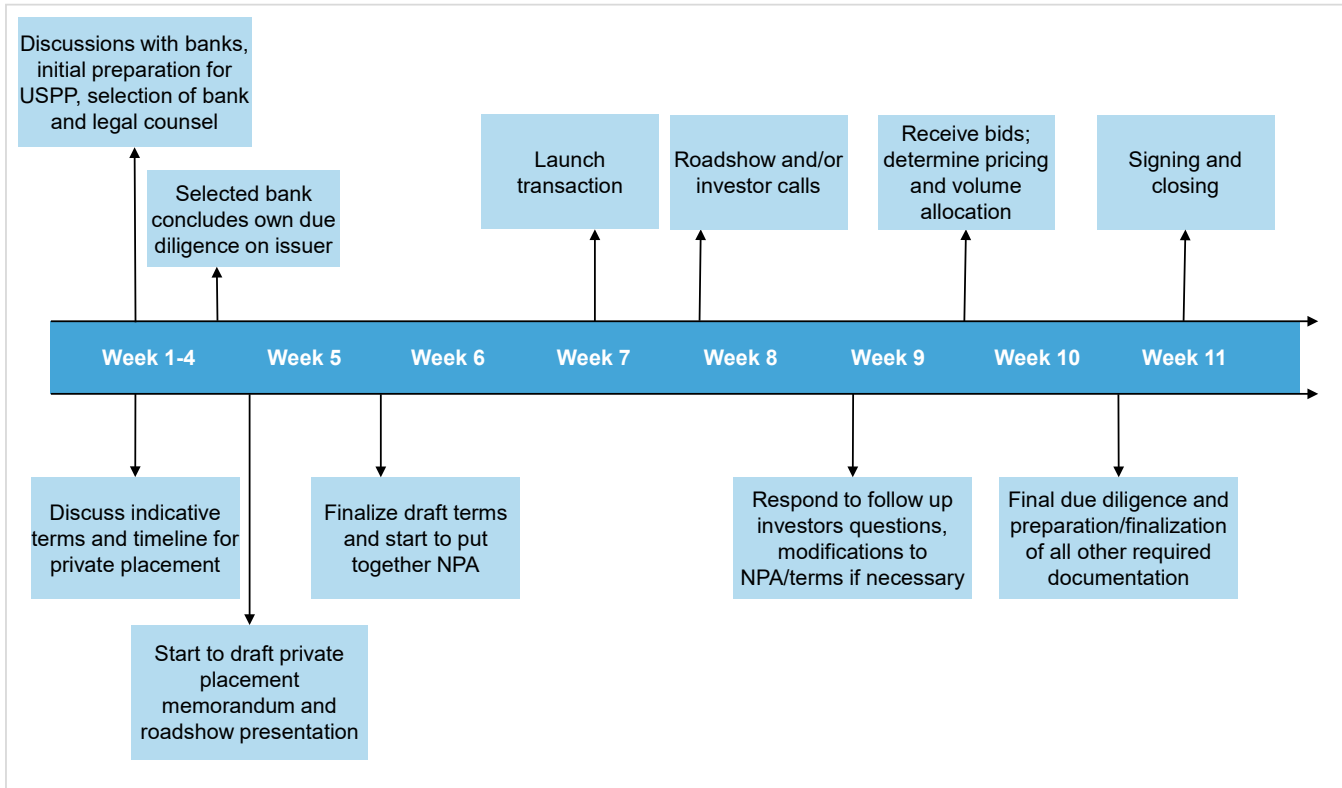 Discussions with banks,
initial preparation for
USPP, selection of bank
and legal counsel
Selected bank
concludes own due
diligence on issuer
Launch
transaction
Roadshow and/or
investor calls
Receive bids;
determine pricing
and volume
allocation
Signing and
closing
Week 1-4
Week 5
Week 6
Week 7
Week 8
Week 9
Week 10
Week 11
Discuss indicative
terms and timeline for
private placement
Start to draft private
placement
memorandum and
roadshow presentation
Finalize draft terms
and start to put
together NPA
Respond to follow up
investors questions,
modifications to
NPA/terms if necessary
Final due diligence and
preparation/finalization
of all other required
documentation